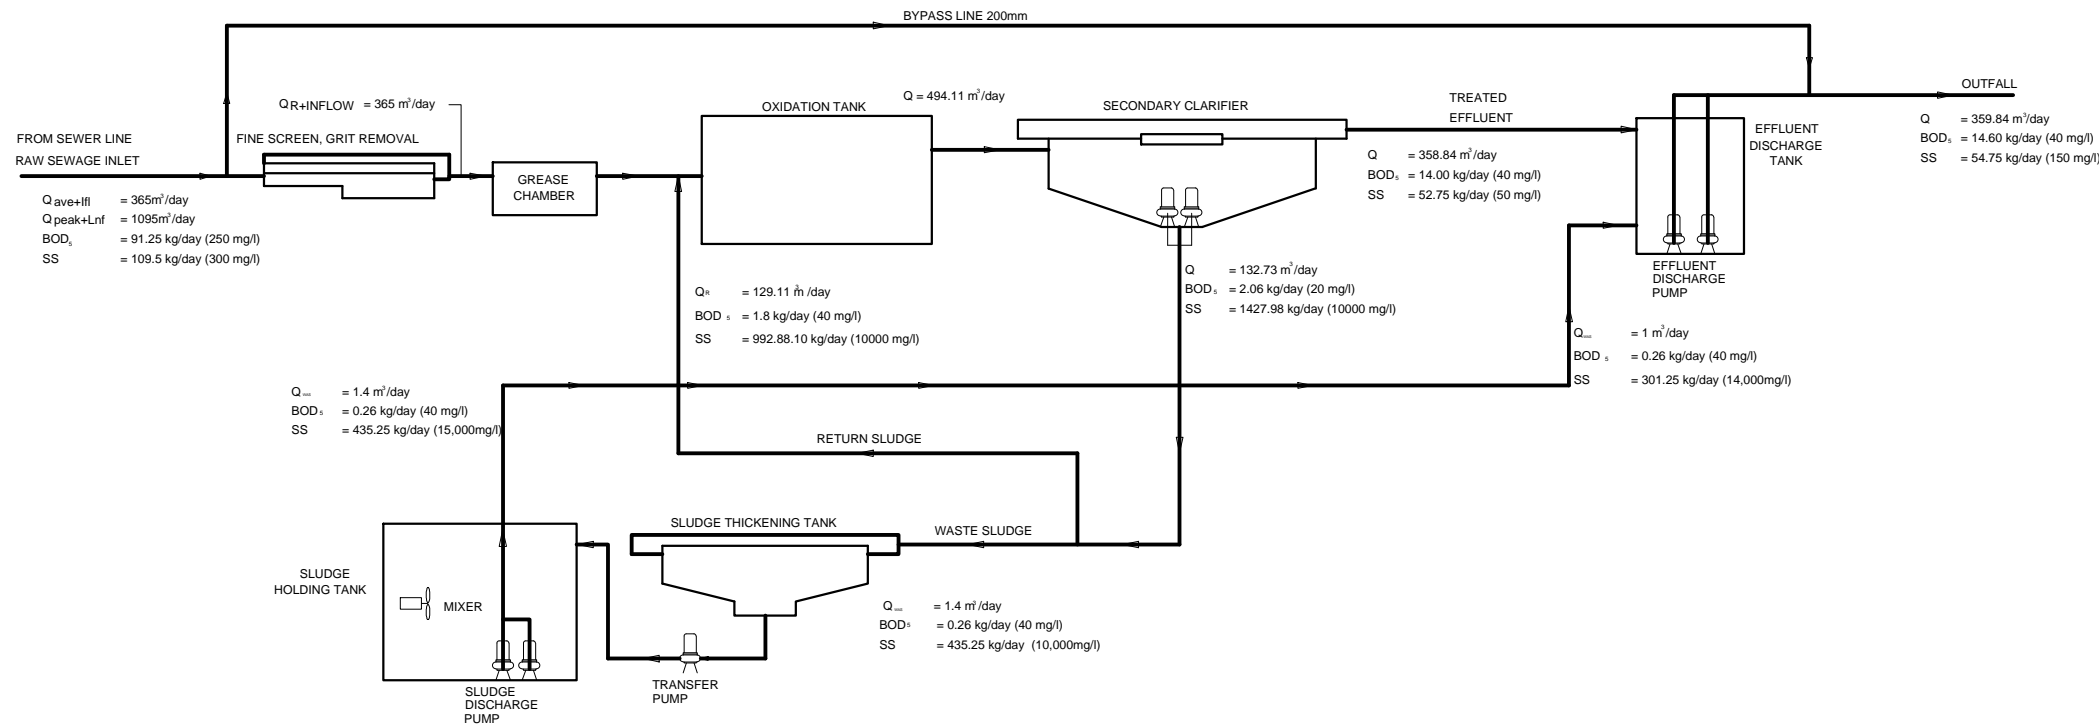 BYPASS LINE 200mm
Q R+INFLOW = 365 m³/day
FROM SEWER LINE
RAW SEWAGE INLET
FINE SCREEN, GRIT REMOVAL
Q ave+Ifl = 365m³/day
Q peak+Lnf = 1095m³/day
BOD₅ = 91.25 kg/day (250 mg/l)
SS = 109.5 kg/day (300 mg/l)
GREASE
CHAMBER
OXIDATION TANK
Q = 494.11 m³/day
SECONDARY CLARIFIER
TREATED
EFFLUENT
Q = 358.84 m³/day
BOD₅ = 14.00 kg/day (40 mg/l)
SS = 52.75 kg/day (50 mg/l)
EFFLUENT
DISCHARGE
TANK
OUTFALL
Q = 359.84 m³/day
BOD₅ = 14.60 kg/day (40 mg/l)
SS = 54.75 kg/day (150 mg/l)
EFFLUENT
DISCHARGE
PUMP
Q R = 129.11 m³/day
BOD₅ = 1.8 kg/day (40 mg/l)
SS = 992.88.10 kg/day (10000 mg/l)
Q = 132.73 m³/day
BOD₅ = 2.06 kg/day (20 mg/l)
SS = 1427.98 kg/day (10000 mg/l)
Q = 1 m³/day
BOD₅ = 0.26 kg/day (40 mg/l)
SS = 301.25 kg/day (14,000mg/l)
Q = 1.4 m³/day
BOD₅ = 0.26 kg/day (40 mg/l)
SS = 435.25 kg/day (15,000mg/l)
RETURN SLUDGE
SLUDGE THICKENING TANK
WASTE SLUDGE
SLUDGE
HOLDING TANK
MIXER
Q = 1.4 m³/day
BOD₅ = 0.26 kg/day (40 mg/l)
SS = 435.25 kg/day (10,000mg/l)
TRANSFER
PUMP
SLUDGE
DISCHARGE
PUMP